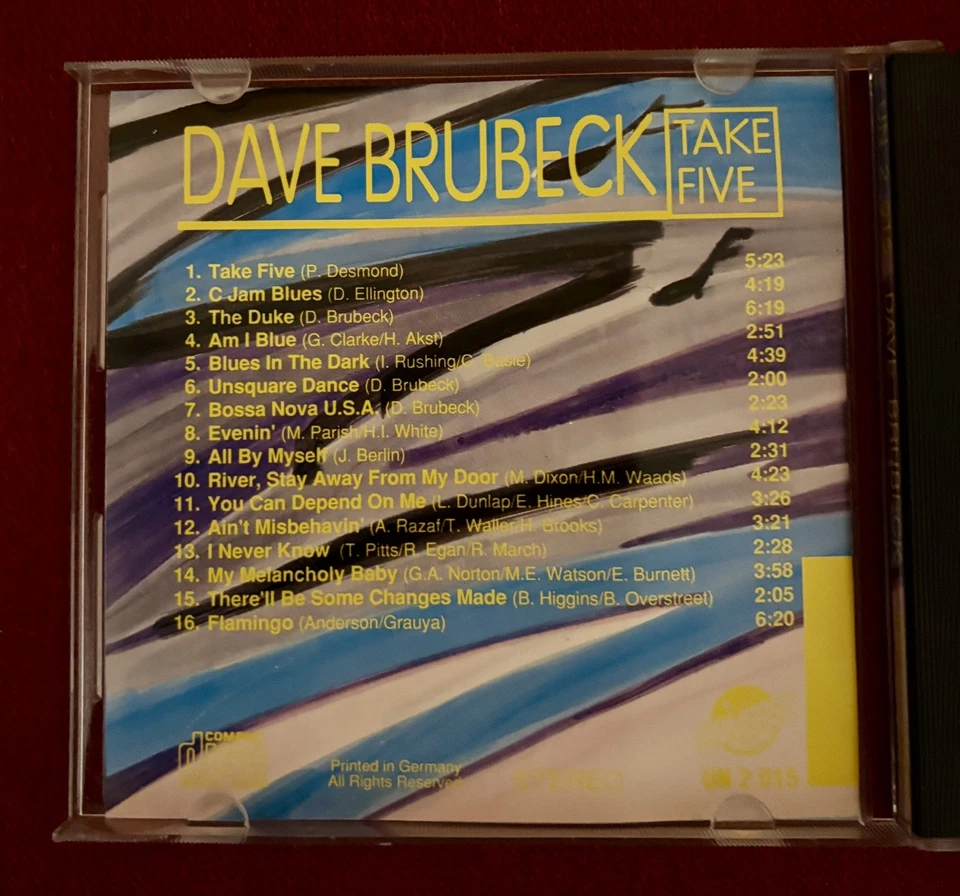 DAVE BRUBECK TAKE FIVE
1. Take Five (P. Desmond) 5:23
2. C Jam Blues (D. Ellington) 4:19
3. The Duke (D. Brubeck) 6:19
4. Am I Blue (G. Clarke/H. Akst) 2:51
5. Blues In The Dark (I. Rushing/C. Basie) 4:39
6. Unsquare Dance (D. Brubeck) 2:00
7. Bossa Nova U.S.A. (D. Brubeck) 2:23
8. Evenin' (M. Parish/H.I. White) 4:12
9. All By Myself (J. Berlin) 2:31
10. River, Stay Away From My Door (M. Dixon/H.M. Waads) 4:23
11. You Can Depend On Me (L. Dunlap/E. Hines/C. Carpenter) 3:26
12. Ain't Misbehavin' (A. Razaf/T. Waller/H. Brooks) 3:21
13. I Never Know (T. Pitts/R. Egan/R. March) 2:28
14. My Melancholy Baby (G.A. Norton/M.E. Watson/E. Burnett) 3:58
15. There'll Be Some Changes Made (B. Higgins/B. Overstreet) 2:05
16. Flamingo (Anderson/Grauya) 6:20
COMPACT
Printed in Germany
All Rights Reserved
STEREO
UN 2 015